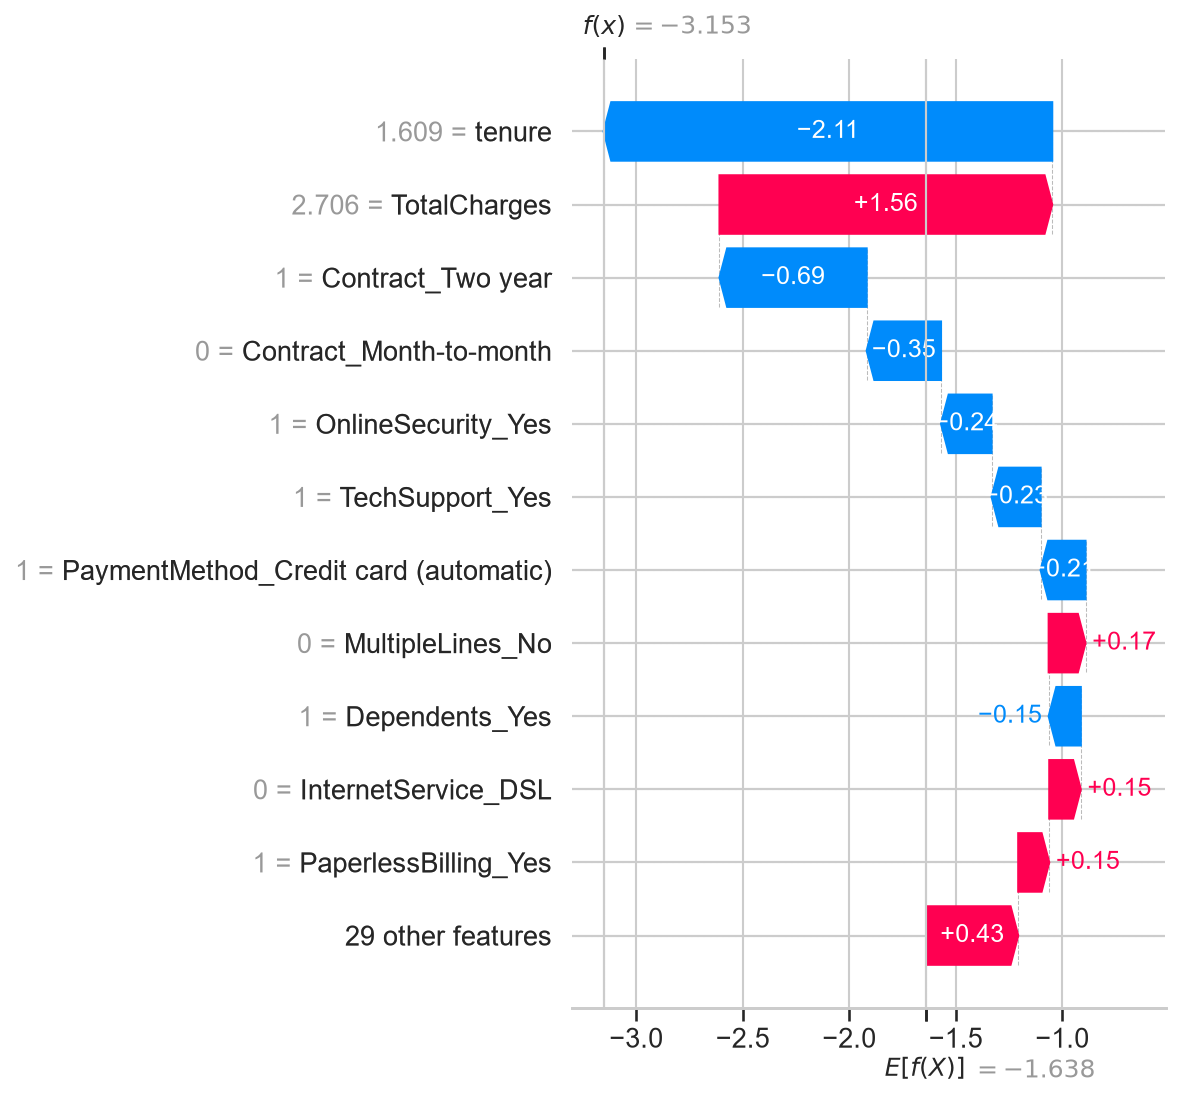 f(x) = −3.153
1.609 = tenure
−2.11
2.706 = TotalCharges
+1.56
1 = Contract_Two year
−0.69
0 = Contract_Month-to-month
−0.35
1 = OnlineSecurity_Yes
−0.24
1 = TechSupport_Yes
−0.23
1 = PaymentMethod_Credit card (automatic)
−0.21
0 = MultipleLines_No
+0.17
1 = Dependents_Yes
−0.15
0 = InternetService_DSL
+0.15
1 = PaperlessBilling_Yes
+0.15
29 other features
+0.43
−3.0 −2.5 −2.0 −1.5 −1.0
E[f(X)] = −1.638